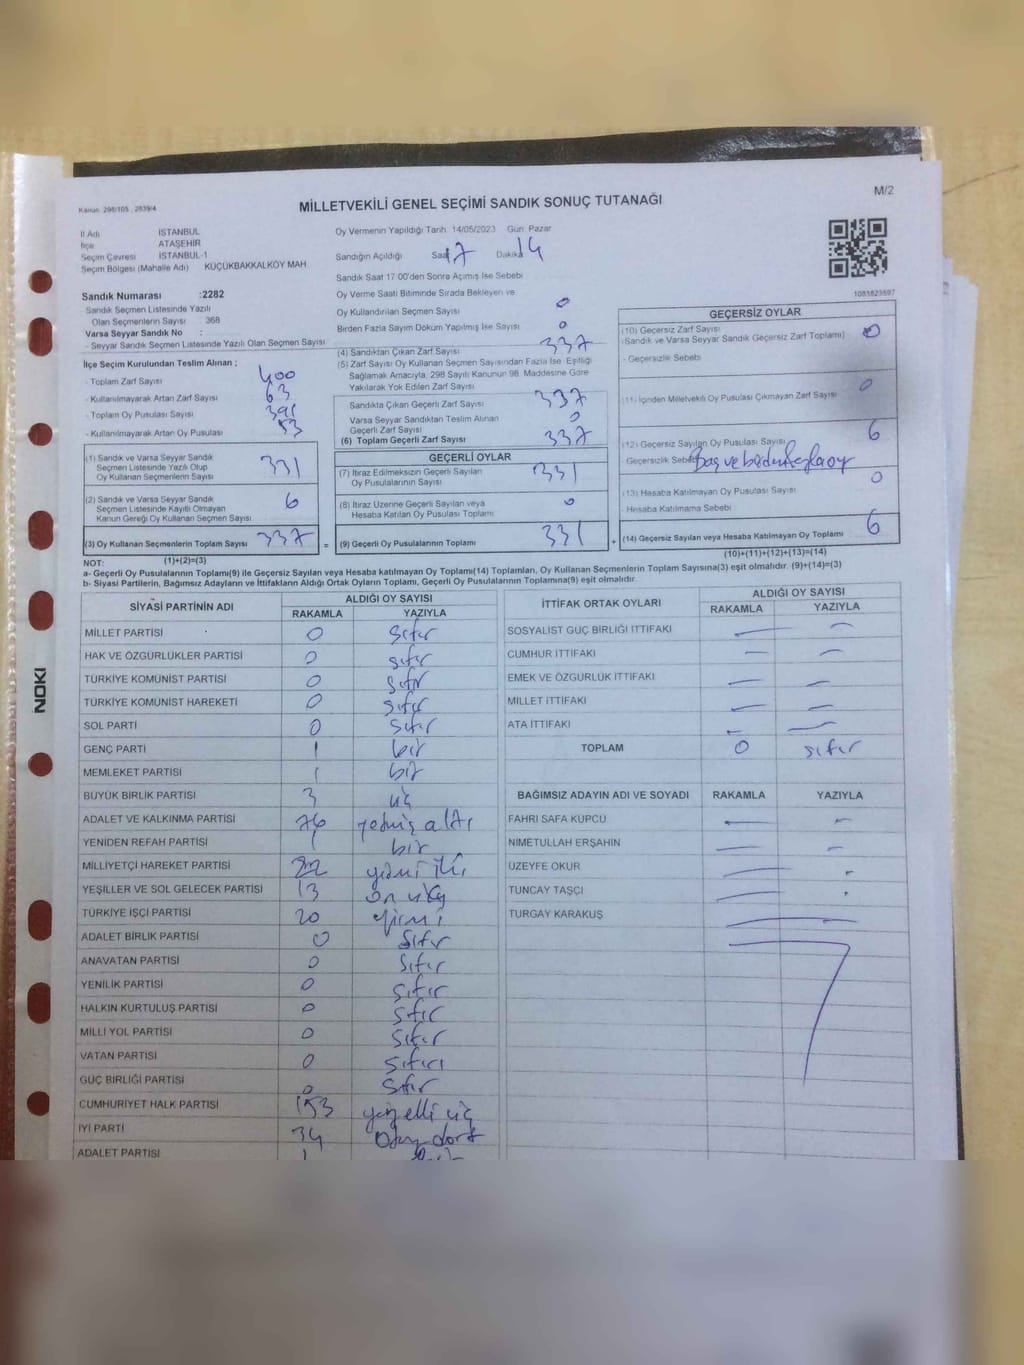 M/2
Kanun: 298/105 , 2839/4
MİLLETVEKİLİ GENEL SEÇİMİ SANDIK SONUÇ TUTANAĞI
İl Adı : İSTANBUL
İlçe : ATAŞEHİR
Seçim Çevresi : İSTANBUL-1
Seçim Bölgesi (Mahalle Adı) : KÜÇÜKBAKKALKÖY MAH
Sandık Numarası :2282
Sandık Seçmen Listesinde Yazılı
Olan Seçmenlerin Sayısı : 368
Varsa Seyyar Sandık No :
- Seyyar Sandık Seçmen Listesinde Yazılı Olan Seçmen Sayısı
İlçe Seçim Kurulundan Teslim Alınan :
- Toplam Zarf Sayısı 400
- Kullanılmayarak Artan Zarf Sayısı 63
- Toplam Oy Pusulası Sayısı 391
- Kullanılmayarak Artan Oy Pusulası 53
(1) Sandık ve Varsa Seyyar Sandık
Seçmen Listesinde Yazılı Olup 331
Oy Kullanan Seçmenlerin Sayısı
(2) Sandık ve Varsa Seyyar Sandık
Seçmen Listesinde Kayıtlı Olmayan 6
Kanun Gereği Oy Kullanan Seçmen Sayısı
(3) Oy Kullanan Seçmenlerin Toplam Sayısı 337
Oy Vermenin Yapıldığı Tarih 14/05/2023 Gün Pazar
Sandığın Açıldığı Saat 17 Dakika 14
Sandık Saat 17:00'den Sonra Açılmış İse Sebebi
Oy Verme Saati Bitiminde Sırada Bekleyen ve
Oy Kullandırılan Seçmen Sayısı 0
Birden Fazla Sayım Döküm Yapılmış İse Sayısı 0
(4) Sandıktan Çıkan Zarf Sayısı 337
(5) Zarf Sayısı Oy Kullanan Seçmen Sayısından Fazla İse Eşitliği
Sağlamak Amacıyla, 298 Sayılı Kanunun 98. Maddesine Göre
Yakılarak Yok Edilen Zarf Sayısı
Sandıkta Çıkan Geçerli Zarf Sayısı 337
Varsa Seyyar Sandıktan Teslim Alınan
Geçerli Zarf Sayısı 0
(6) Toplam Geçerli Zarf Sayısı 337
GEÇERLİ OYLAR
(7) İtiraz Edilmeksizin Geçerli Sayılan 331
Oy Pusulalarının Sayısı
(8) İtiraz Üzerine Geçerli Sayılan veya 0
Hesaba Katılan Oy Pusulası Toplamı
= (9) Geçerli Oy Pusulalarının Toplamı 331 +
1083823597
GEÇERSİZ OYLAR
(10) Geçersiz Zarf Sayısı 0
(Sandık ve Varsa Seyyar Sandık Geçersiz Zarf Toplamı)
- Geçersizlik Sebebi
(11) İçinden Milletvekili Oy Pusulası Çıkmayan Zarf Sayısı 0
(12) Geçersiz Sayılan Oy Pusulası Sayısı 6
Geçersizlik Sebebi
(13) Hesaba Katılmayan Oy Pusulası Sayısı 0
Hesaba Katılmama Sebebi
(14) Geçersiz Sayılan veya Hesaba Katılmayan Oy Toplamı 6
NOT: (1)+(2)=(3) (10)+(11)+(12)+(13)=(14)
a- Geçerli Oy Pusulalarının Toplamı(9) ile Geçersiz Sayılan veya Hesaba katılmayan Oy Toplamı(14) Toplamları, Oy Kullanan Seçmenlerin Toplam Sayısına(3) eşit olmalıdır. (9)+(14)=(3)
b- Siyasi Partilerin, Bağımsız Adayların ve İttifakların Aldığı Ortak Oyların Toplamı, Geçerli Oy Pusulalarının Toplamına(9) eşit olmalıdır.
SİYASİ PARTİNİN ADI ALDIĞI OY SAYISI
RAKAMLA YAZIYLA
MİLLET PARTİSİ 0 sıfır
HAK VE ÖZGÜRLÜKLER PARTİSİ 0 sıfır
TÜRKİYE KOMÜNİST PARTİSİ 0 sıfır
TÜRKİYE KOMÜNİST HAREKETİ 0 sıfır
SOL PARTİ 0 sıfır
GENÇ PARTİ 1 bir
MEMLEKET PARTİSİ 1 bir
BÜYÜK BİRLİK PARTİSİ 3 üç
ADALET VE KALKINMA PARTİSİ 76 yetmiş altı
YENİDEN REFAH PARTİSİ 1 bir
MİLLİYETÇİ HAREKET PARTİSİ 22 yirmi iki
YEŞİLLER VE SOL GELECEK PARTİSİ 13 on üç
TÜRKİYE İŞÇİ PARTİSİ 20 yirmi
ADALET BİRLİK PARTİSİ 0 sıfır
ANAVATAN PARTİSİ 0 sıfır
YENİLİK PARTİSİ 0 sıfır
HALKIN KURTULUŞ PARTİSİ 0 sıfır
MİLLİ YOL PARTİSİ 0 sıfır
VATAN PARTİSİ 0 sıfır
GÜÇ BİRLİĞİ PARTİSİ 0 sıfır
CUMHURİYET HALK PARTİSİ 153 yüzelli üç
İYİ PARTİ 34 otuz dört
ADALET PARTİSİ 1
İTTİFAK ORTAK OYLARI ALDIĞI OY SAYISI
RAKAMLA YAZIYLA
SOSYALİST GÜÇ BİRLİĞİ İTTİFAKI — —
CUMHUR İTTİFAKI — —
EMEK VE ÖZGÜRLÜK İTTİFAKI — —
MİLLET İTTİFAKI — —
ATA İTTİFAKI — —
TOPLAM 0 sıfır
BAĞIMSIZ ADAYIN ADI VE SOYADI RAKAMLA YAZIYLA
FAHRİ SAFA KÜPCÜ — —
NİMETULLAH ERŞAHİN — —
ÜZEYFE OKUR — -
TUNCAY TAŞÇI —
TURGAY KARAKUŞ —
NOKI